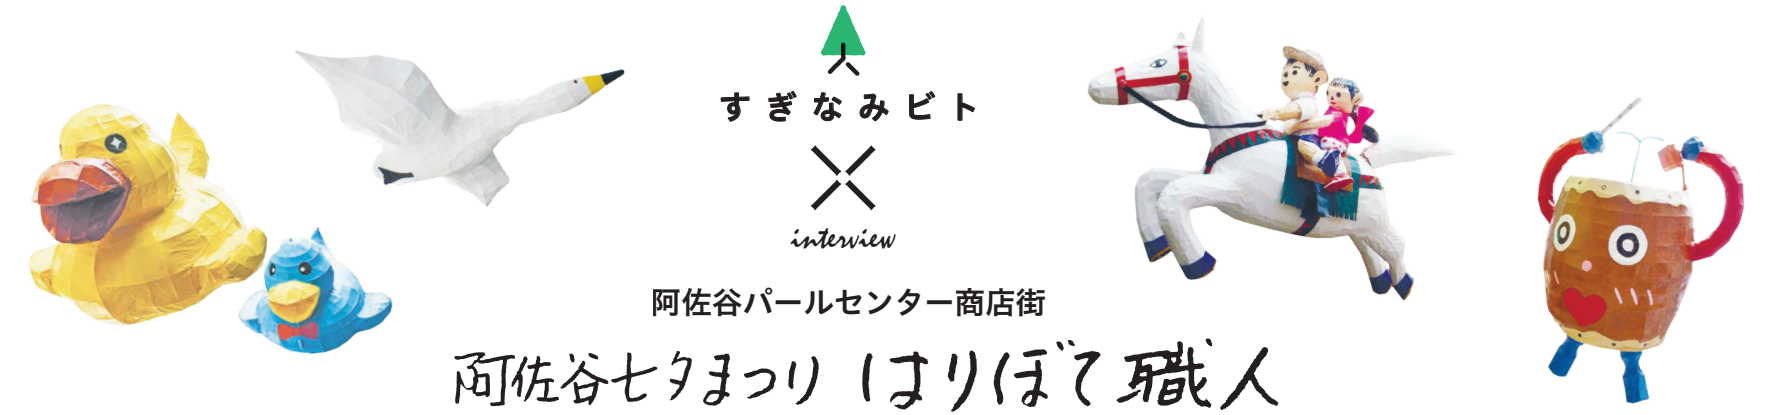 すぎなみビト
×
interview
阿佐谷パールセンター商店街
阿佐谷七夕まつり はりぼて職人